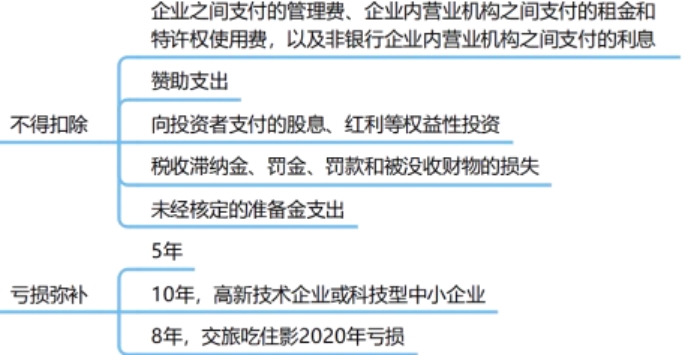 企业之间支付的管理费、企业内营业机构之间支付的租金和
特许权使用费，以及非银行企业内营业机构之间支付的利息
赞助支出
不得扣除
向投资者支付的股息、红利等权益性投资
税收滞纳金、罚金、罚款和被没收财物的损失
未经核定的准备金支出
5年
亏损弥补
10年，高新技术企业或科技型中小企业
8年，交旅吃住影2020年亏损